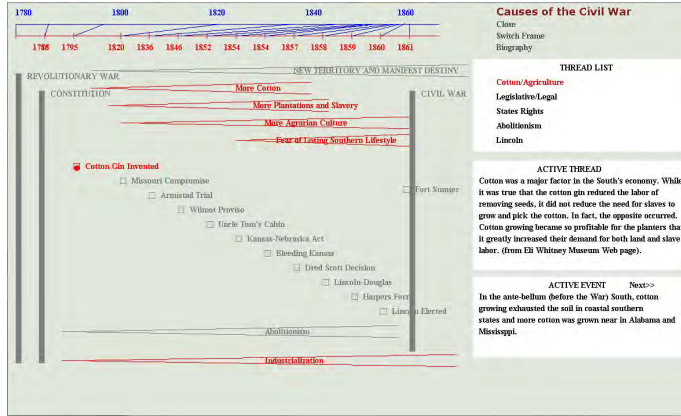 1780 1800 1820 1840 1860
1795 1820 1836 1846 1852 1854 1854 1857 1858 1859 1860 1861
Causes of the Civil War
Close
Switch Frame
Biography
REVOLUTIONARY WAR
NEW TERRITORY AND MANIFEST DESTINY
CONSTITUTION
More Cotton
CIVIL WAR
More Plantations and Slavery
More Agrarian Culture
Fear of Losing Southern Lifestyle
Cotton Gin Invented
Missouri Compromise
Fort Sumter
Armistad Trial
Wilmot Proviso
Uncle Tom's Cabin
Kansas-Nebraska Act
Bleeding Kansas
Dred Scott Decision
Lincoln-Douglas
Harpers Ferr
Lincoln Elected
Abolitionism
Industrialization
THREAD LIST
Cotton/Agriculture
Legislative/Legal
States Rights
Abolitionism
Lincoln
ACTIVE THREAD
Cotton was a major factor in the South's economy. While
it was true that the cotton gin reduced the labor of
removing seeds, it did not reduce the need for slaves to
grow and pick the cotton. In fact, the opposite occurred.
Cotton growing became so profitable for the planters tha
it greatly increased their demand for both land and slave
labor. (from Eli Whitney Museum Web page).
ACTIVE EVENT Next>>
In the ante-bellum (before the War) South, cotton
growing exhausted the soil in coastal southern
states and more cotton was grown near in Alabama and
Mississppi.